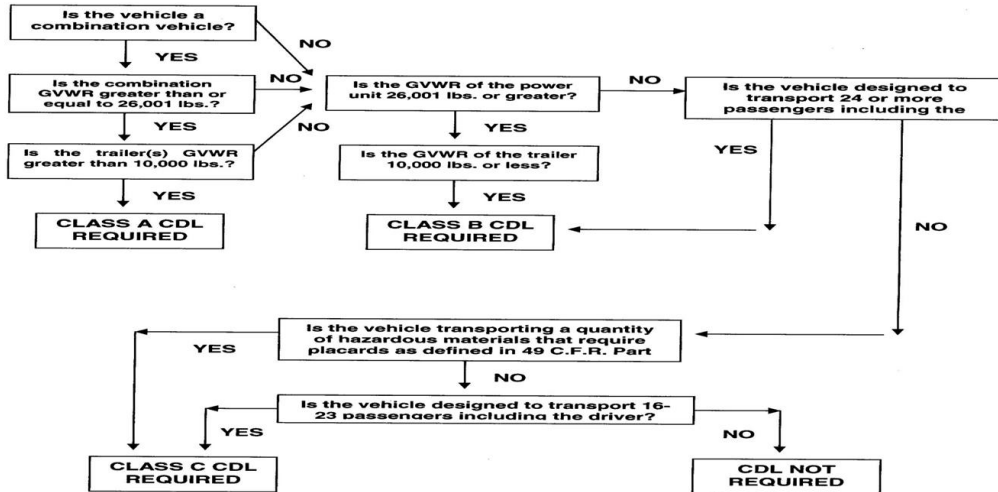 Is the vehicle a
combination vehicle?
NO
YES
Is the combination
GVWR greater than or
equal to 26,001 lbs.?
NO
Is the GVWR of the power
unit 26,001 lbs. or greater?
NO
Is the vehicle designed to
transport 24 or more
passengers including the
YES
NO
YES
Is the trailer(s) GVWR
greater than 10,000 lbs.?
Is the GVWR of the trailer
10,000 lbs. or less?
YES
YES
YES
CLASS A CDL
REQUIRED
CLASS B CDL
REQUIRED
NO
Is the vehicle transporting a quantity
of hazardous materials that require
placards as defined in 49 C.F.R. Part
YES
NO
Is the vehicle designed to transport 16-
23 passengers including the driver?
YES
NO
CLASS C CDL
REQUIRED
CDL NOT
REQUIRED